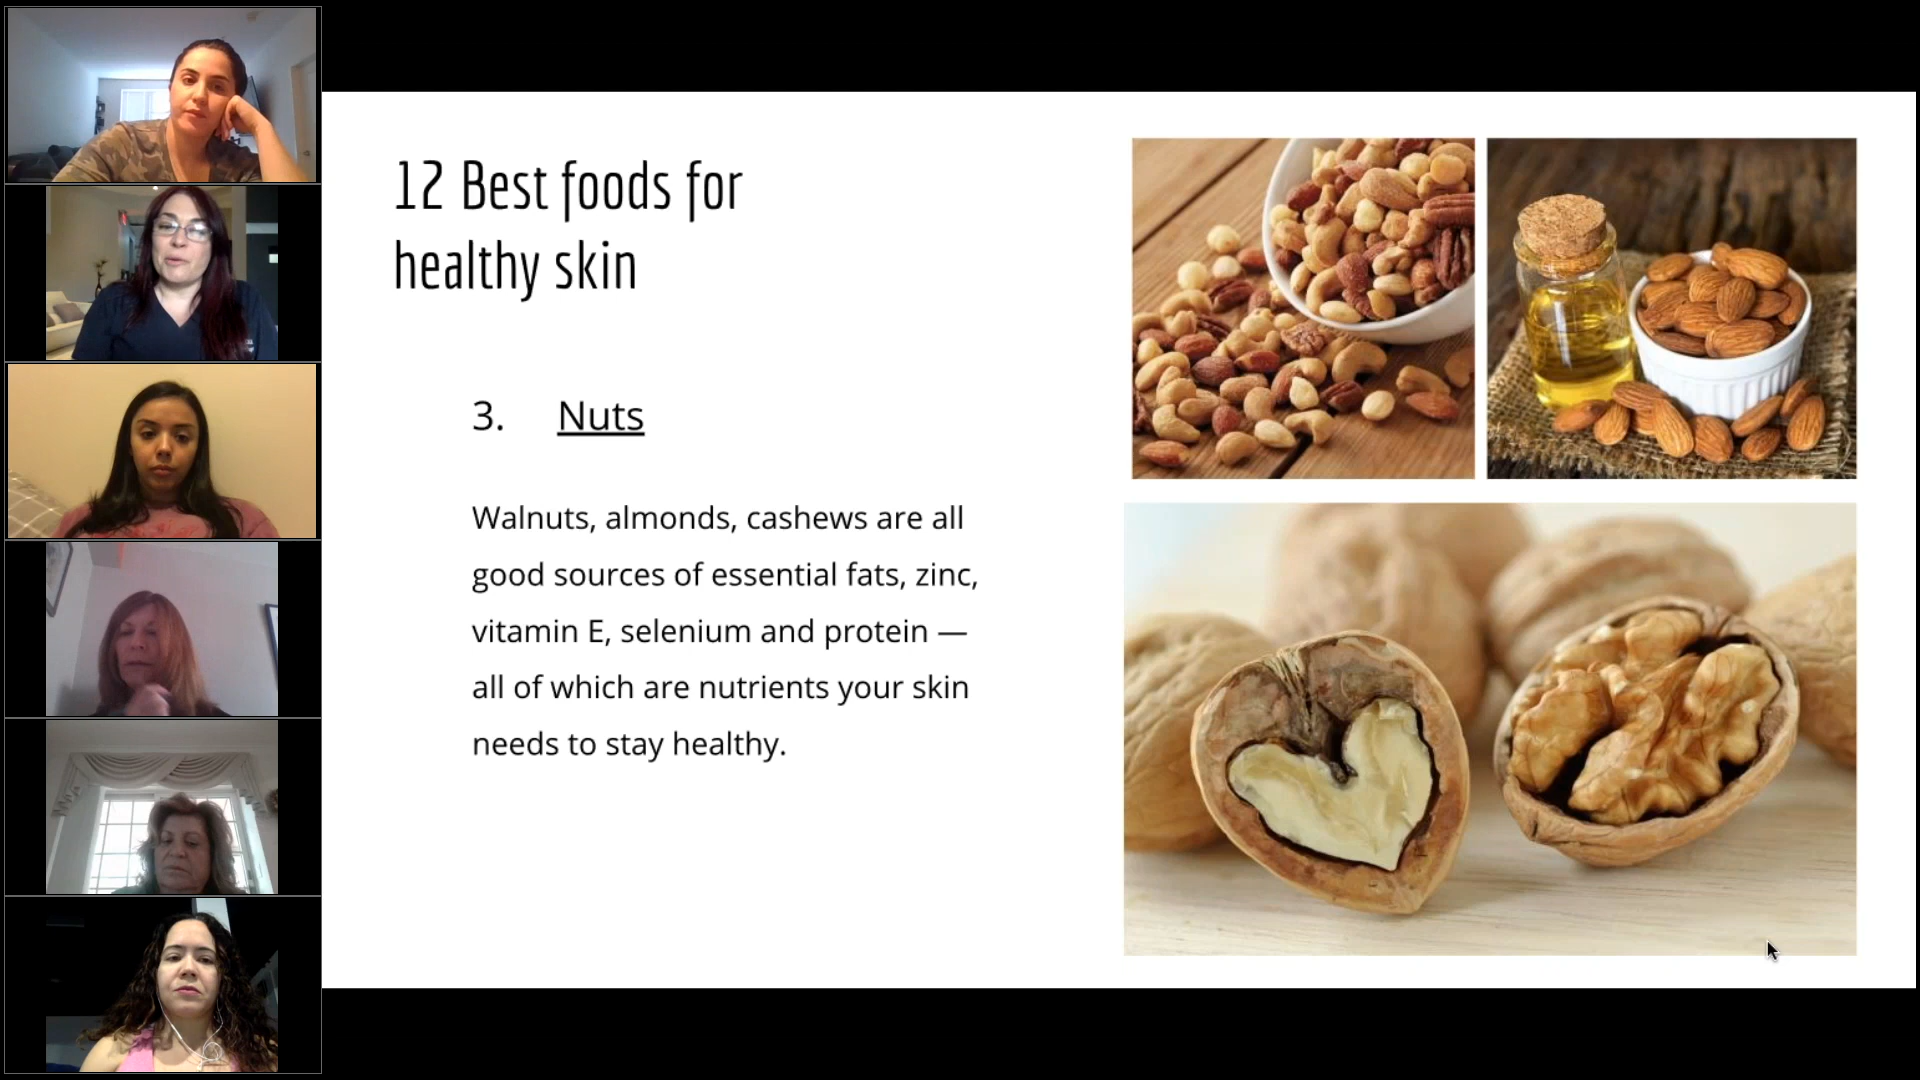 12 Best foods for
healthy skin
3. Nuts
Walnuts, almonds, cashews are all
good sources of essential fats, zinc,
vitamin E, selenium and protein —
all of which are nutrients your skin
needs to stay healthy.